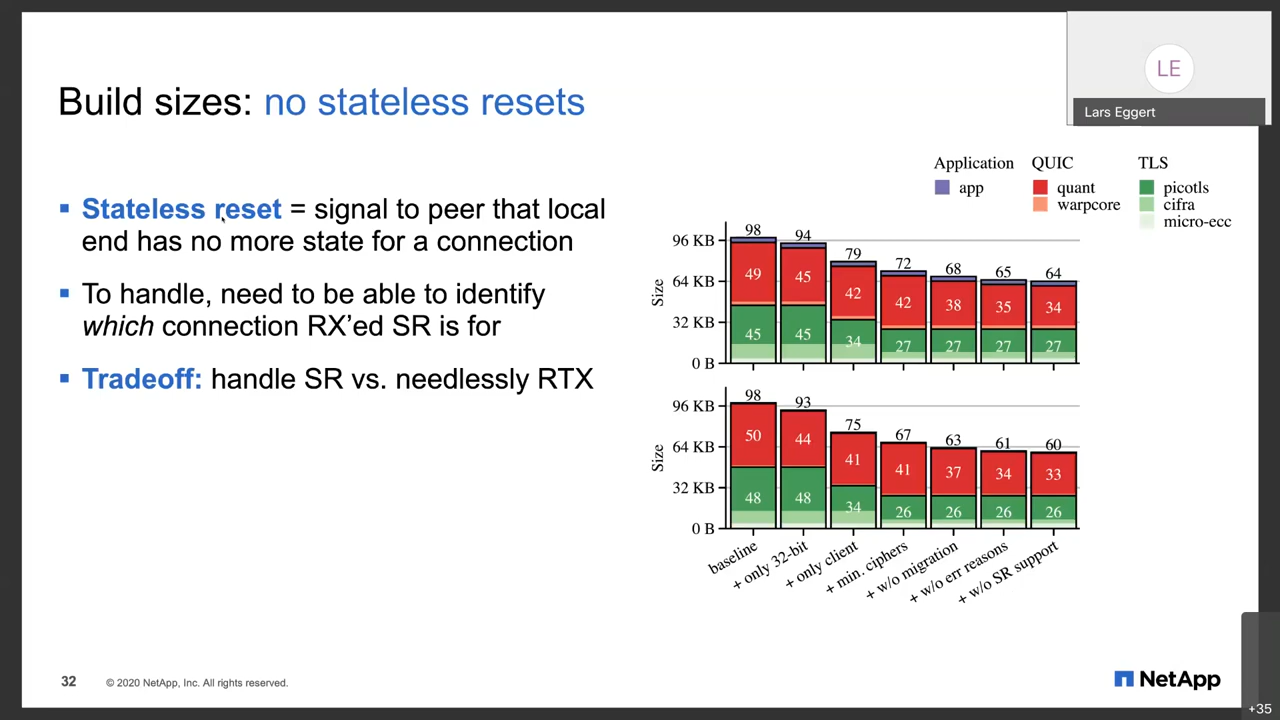 Build sizes: no stateless resets
LE
Lars Eggert
▪ Stateless reset = signal to peer that local
end has no more state for a connection
▪ To handle, need to be able to identify
which connection RX’ed SR is for
▪ Tradeoff: handle SR vs. needlessly RTX
Application QUIC TLS
app quant picotls
warpcore cifra
micro-ecc
Size
96 KB
64 KB
32 KB
0 B
98 94 79 72 68 65 64
49 45 42 42 38 35 34
45 45 34 27 27 27 27
Size
96 KB
64 KB
32 KB
0 B
98 93 75 67 63 61 60
50 44 41 41 37 34 33
48 48 34 26 26 26 26
baseline
+ only 32-bit
+ only client
+ min. ciphers
+ w/o migration
+ w/o err reasons
+ w/o SR support
32 © 2020 NetApp, Inc. All rights reserved.
NetApp
+35